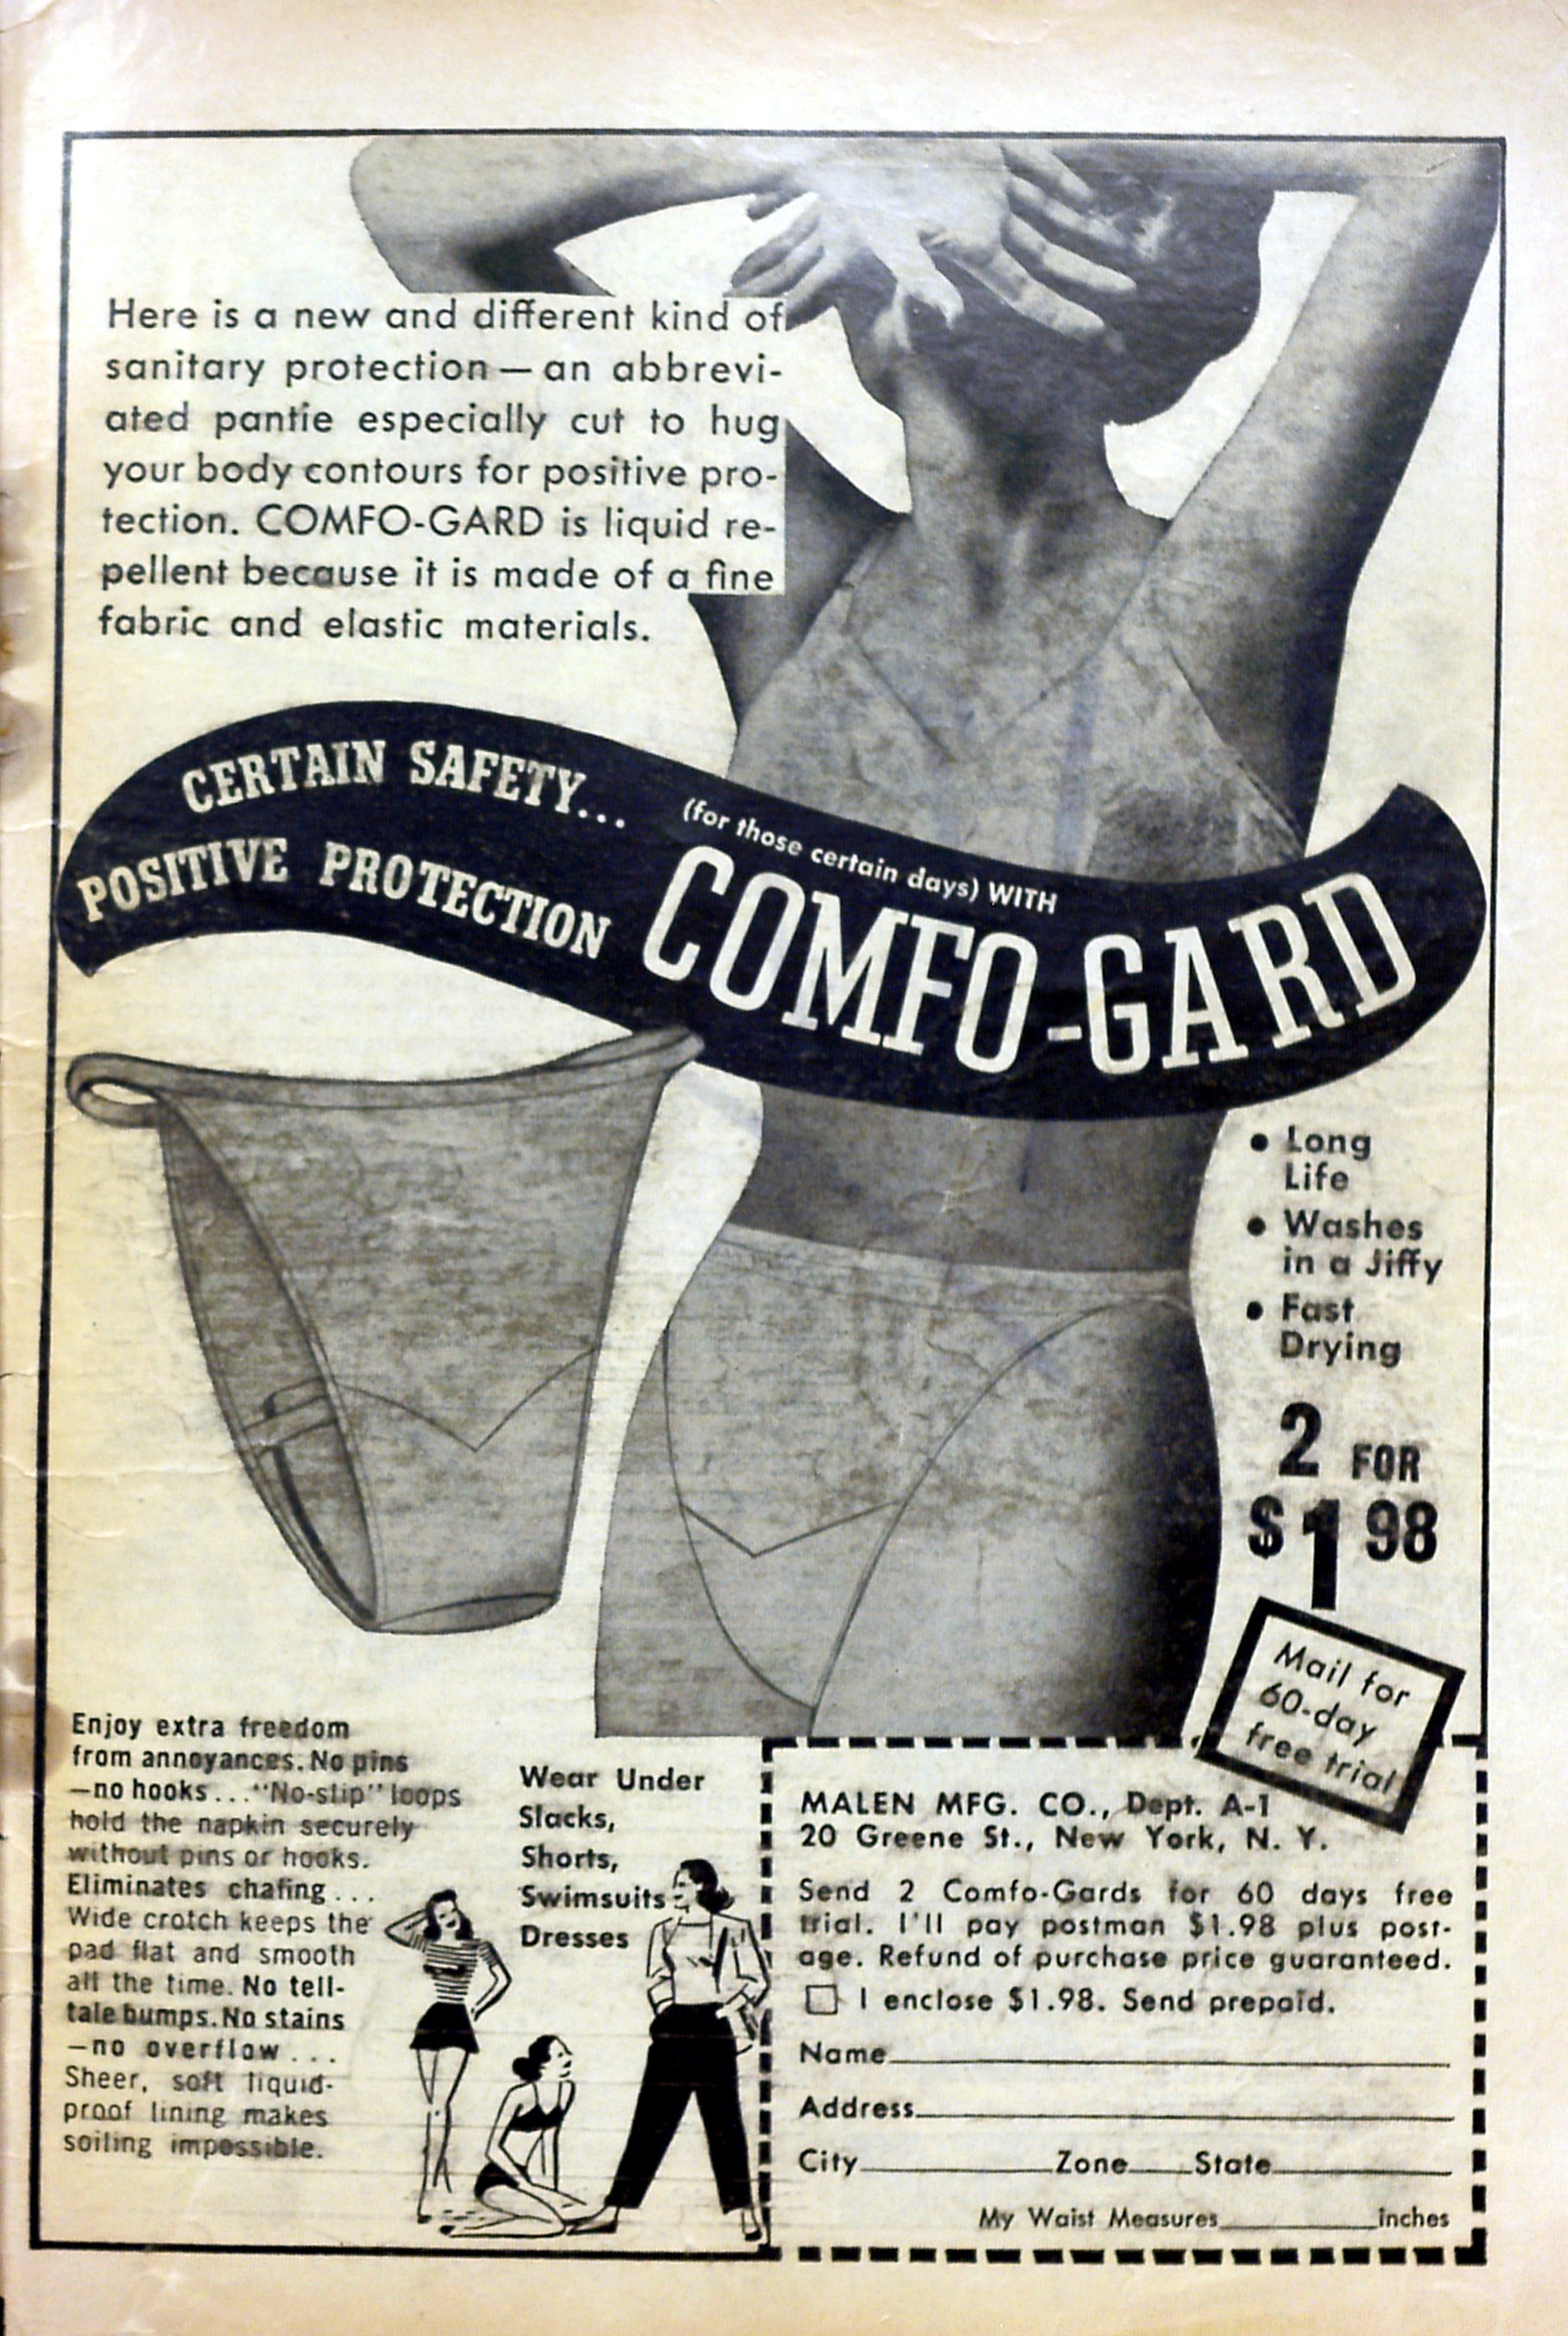 Here is a new and different kind of
sanitary protection — an abbrevi-
ated pantie especially cut to hug
your body contours for positive pro-
tection. COMFO-GARD is liquid re-
pellent because it is made of a fine
fabric and elastic materials.
CERTAIN SAFETY...
POSITIVE PROTECTION
(for those certain days) WITH
COMFO-GARD
• Long
Life
• Washes
in a Jiffy
• Fast
Drying
2 FOR
$1 98
Mail for
60-day
free trial
Enjoy extra freedom
from annoyances. No pins
—no hooks... "No-slip" loops
hold the napkin securely
without pins or hooks.
Eliminates chafing...
Wide crotch keeps the
pad flat and smooth
all the time. No tell-
tale bumps. No stains
—no overflow...
Sheer, soft liquid-
proof lining makes
soiling impossible.
Wear Under
Slacks,
Shorts,
Swimsuits
Dresses
MALEN MFG. CO., Dept. A-1
20 Greene St., New York, N. Y.
Send 2 Comfo-Gards for 60 days free
trial. I'll pay postman $1.98 plus post-
age. Refund of purchase price guaranteed.
☐ I enclose $1.98. Send prepaid.
Name
Address
City Zone State
My Waist Measures inches